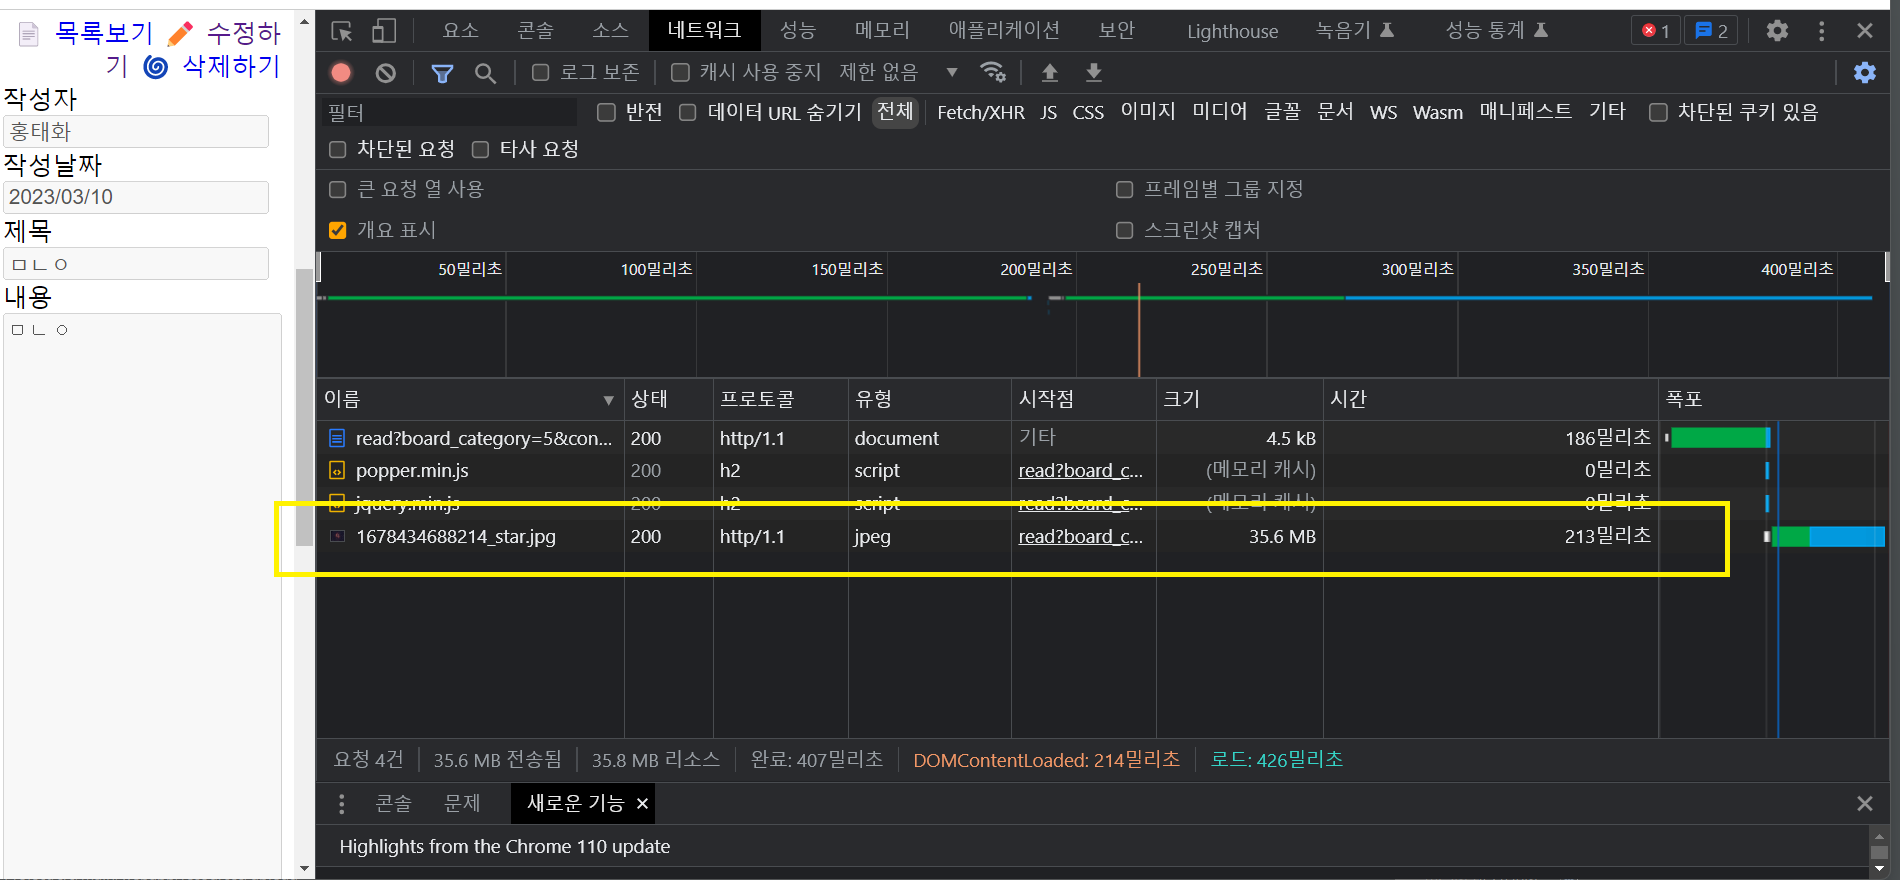 목록보기 수정하
기 삭제하기
작성자
홍태화
작성날짜
2023/03/10
제목
ㅁㄴㅇ
내용
ㅁㄴㅇ
요소 콘솔 소스 네트워크 성능 메모리 애플리케이션 보안 Lighthouse 녹음기 성능 통계 1 2
로그 보존 캐시 사용 중지 제한 없음
필터 반전 데이터 URL 숨기기 전체 Fetch/XHR JS CSS 이미지 미디어 글꼴 문서 WS Wasm 매니페스트 기타 차단된 쿠키 있음
차단된 요청 타사 요청
큰 요청 열 사용 프레임별 그룹 지정
개요 표시 스크린샷 캡처
50밀리초 100밀리초 150밀리초 200밀리초 250밀리초 300밀리초 350밀리초 400밀리초
이름 상태 프로토콜 유형 시작점 크기 시간 폭포
read?board_category=5&con... 200 http/1.1 document 기타 4.5 kB 186밀리초
popper.min.js 200 h2 script read?board_c... (메모리 캐시) 0밀리초
jquery.min.js 200 h2 script read?board_c... (메모리 캐시) 0밀리초
1678434688214_star.jpg 200 http/1.1 jpeg read?board_c... 35.6 MB 213밀리초
요청 4건 35.6 MB 전송됨 35.8 MB 리소스 완료: 407밀리초 DOMContentLoaded: 214밀리초 로드: 426밀리초
콘솔 문제 새로운 기능
Highlights from the Chrome 110 update